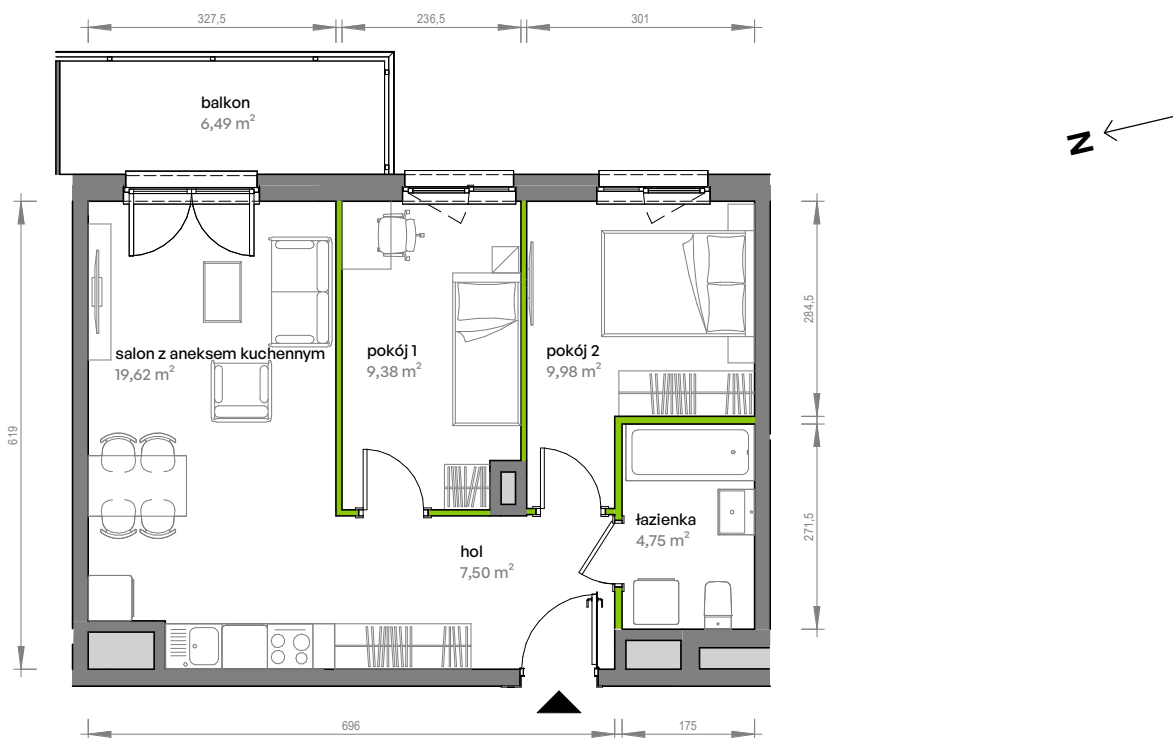 327,5
236,5
301
balkon
6,49 m²
N
619
284,5
salon z aneksem kuchennym
19,62 m²
pokój 1
9,38 m²
pokój 2
9,98 m²
271,5
łazienka
4,75 m²
hol
7,50 m²
696
175